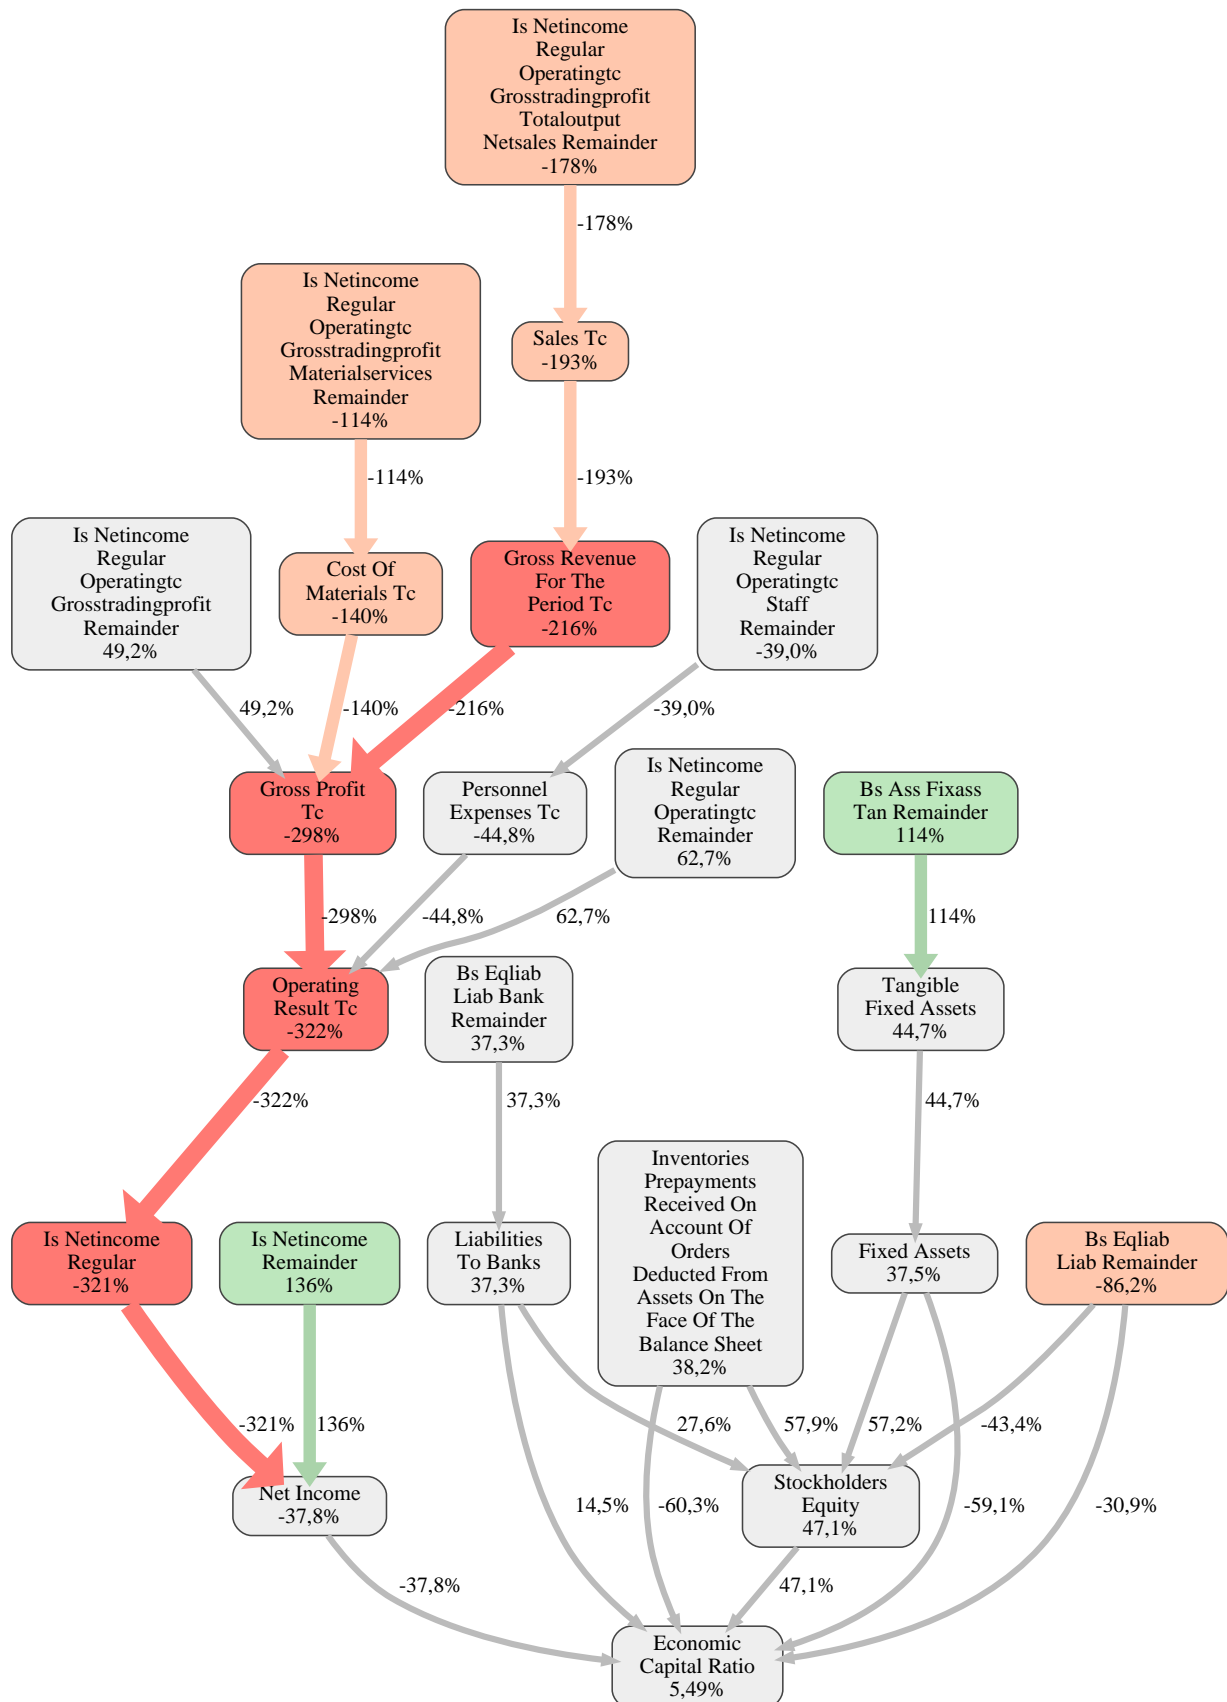 Is Netincome
Regular
Operatingtc
Grosstradingprofit
Totaloutput
Netsales Remainder
-178%
-178%
Is Netincome
Regular
Operatingtc
Grosstradingprofit
Materialservices
Remainder
-114%
Sales Tc
-193%
-114%
-193%
Is Netincome
Regular
Operatingtc
Grosstradingprofit
Remainder
49,2%
Cost Of
Materials Tc
-140%
Gross Revenue
For The
Period Tc
-216%
Is Netincome
Regular
Operatingtc
Staff
Remainder
-39,0%
49,2%
-140%
-216%
-39,0%
Gross Profit
Tc
-298%
Personnel
Expenses Tc
-44,8%
Is Netincome
Regular
Operatingtc
Remainder
62,7%
Bs Ass Fixass
Tan Remainder
114%
-298%
-44,8%
62,7%
114%
Operating
Result Tc
-322%
Bs Eqliab
Liab Bank
Remainder
37,3%
Tangible
Fixed Assets
44,7%
-322%
37,3%
44,7%
Is Netincome
Regular
-321%
Is Netincome
Remainder
136%
Liabilities
To Banks
37,3%
Inventories
Prepayments
Received On
Account Of
Orders
Deducted From
Assets On The
Face Of The
Balance Sheet
38,2%
Fixed Assets
37,5%
Bs Eqliab
Liab Remainder
-86,2%
-321%
136%
27,6%
57,9%
57,2%
-43,4%
Net Income
-37,8%
14,5%
-60,3%
Stockholders
Equity
47,1%
-59,1%
-30,9%
-37,8%
47,1%
Economic
Capital Ratio
5,49%